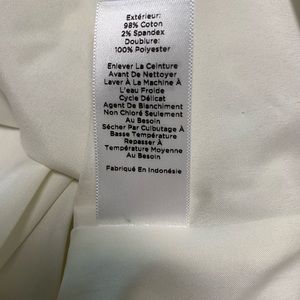 Extérieur:
98% Coton
2% Spandex
Doublure:
100% Polyester
Enlever La Ceinture
Avant De Nettoyer
Laver À La Machine À
L'eau Froide
Cycle Délicat
Agent De Blanchiment
Non Chloré Seulement
Au Besoin
Sécher Par Culbutage À
Basse Température
Repasser À
Température Moyenne
Au Besoin
Fabriqué En Indonésie